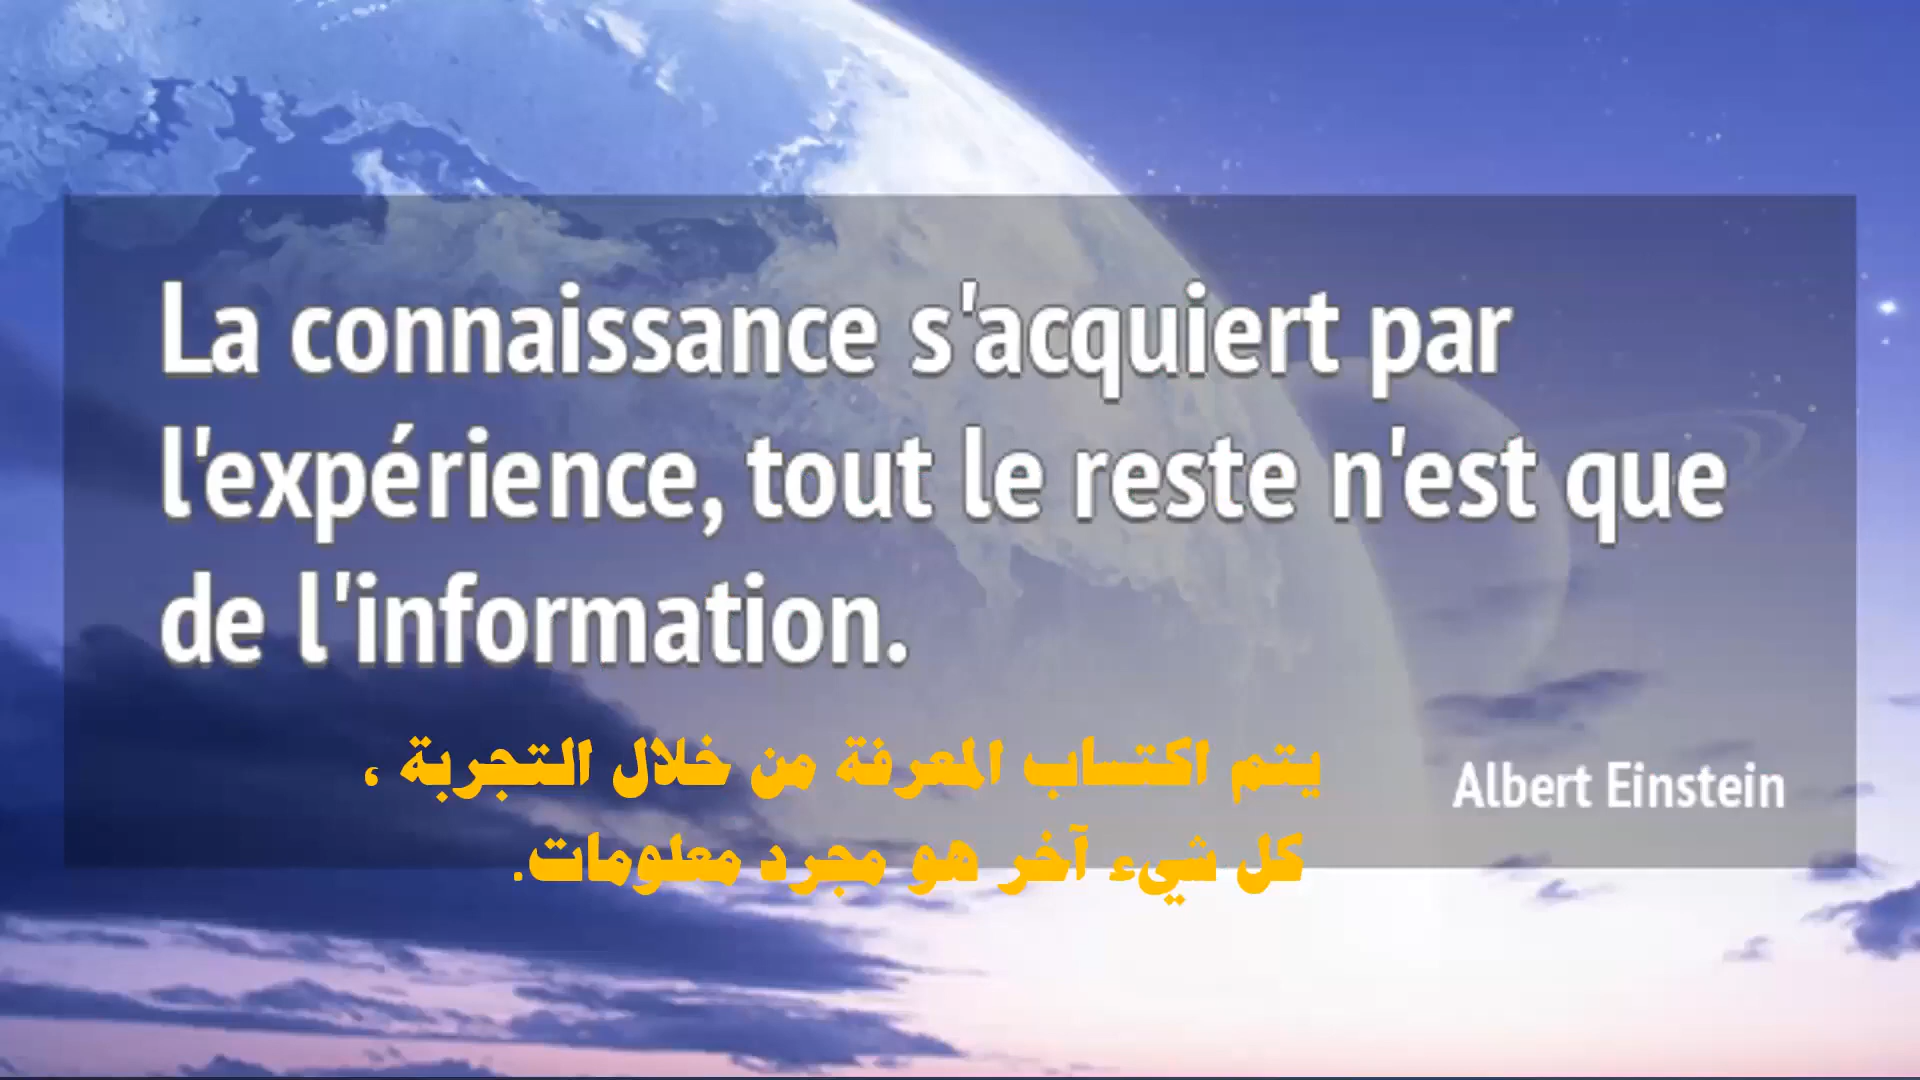 La connaissance s'acquiert par
l'expérience, tout le reste n'est que
de l'information.
يتم اكتساب المعرفة من خلال التجربة ،
كل شيء آخر هو مجرد معلومات.
Albert Einstein